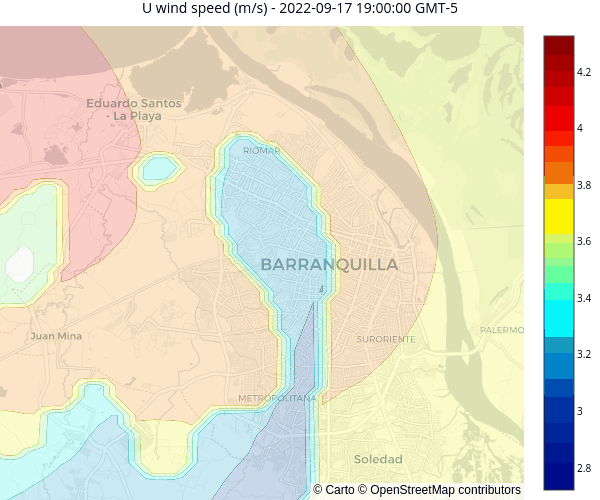 U wind speed (m/s) - 2022-09-17 19:00:00 GMT-5
Eduardo Santos
- La Playa
RIOMAR
BARRANQUILLA
Juan Mina
SURORIENTE
PALERMO
METROPOLITANA
Soledad
4.2
4
3.8
3.6
3.4
3.2
3
2.8
© Carto © OpenStreetMap contributors